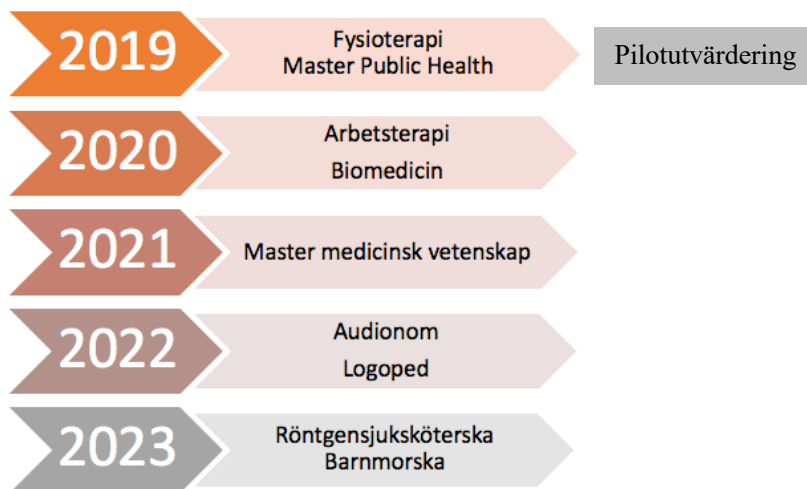 2019
Fysioterapi
Master Public Health
Pilotutvärdering
2020
Arbetsterapi
Biomedicin
2021
Master medicinsk vetenskap
2022
Audionom
Logoped
2023
Röntgensjuksköterska
Barnmorska